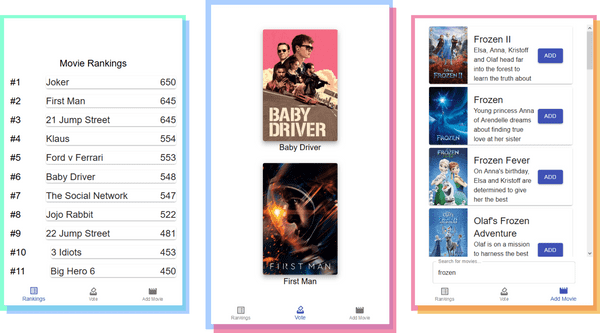 Movie Rankings
#1 Joker 650
#2 First Man 645
#3 21 Jump Street 645
#4 Klaus 554
#5 Ford v Ferrari 553
#6 Baby Driver 548
#7 The Social Network 547
#8 Jojo Rabbit 522
#9 22 Jump Street 481
#10 3 Idiots 453
#11 Big Hero 6 450
Rankings Vote Add Movie
BABY
DRIVER
Baby Driver
FIRST MAN
First Man
Rankings Vote Add Movie
Frozen II
Elsa, Anna, Kristoff
and Olaf head far
into the forest to
learn the truth about
ADD
FROZEN II
Frozen
Young princess Anna
of Arendelle dreams
about finding true
love at her sister
ADD
FROZEN
Frozen Fever
On Anna's birthday,
Elsa and Kristoff are
determined to give
her the best
ADD
FROZEN
Olaf's Frozen
Adventure
Olaf is on a mission
to harness the best
ADD
Search for movies
frozen
Rankings Vote Add Movie